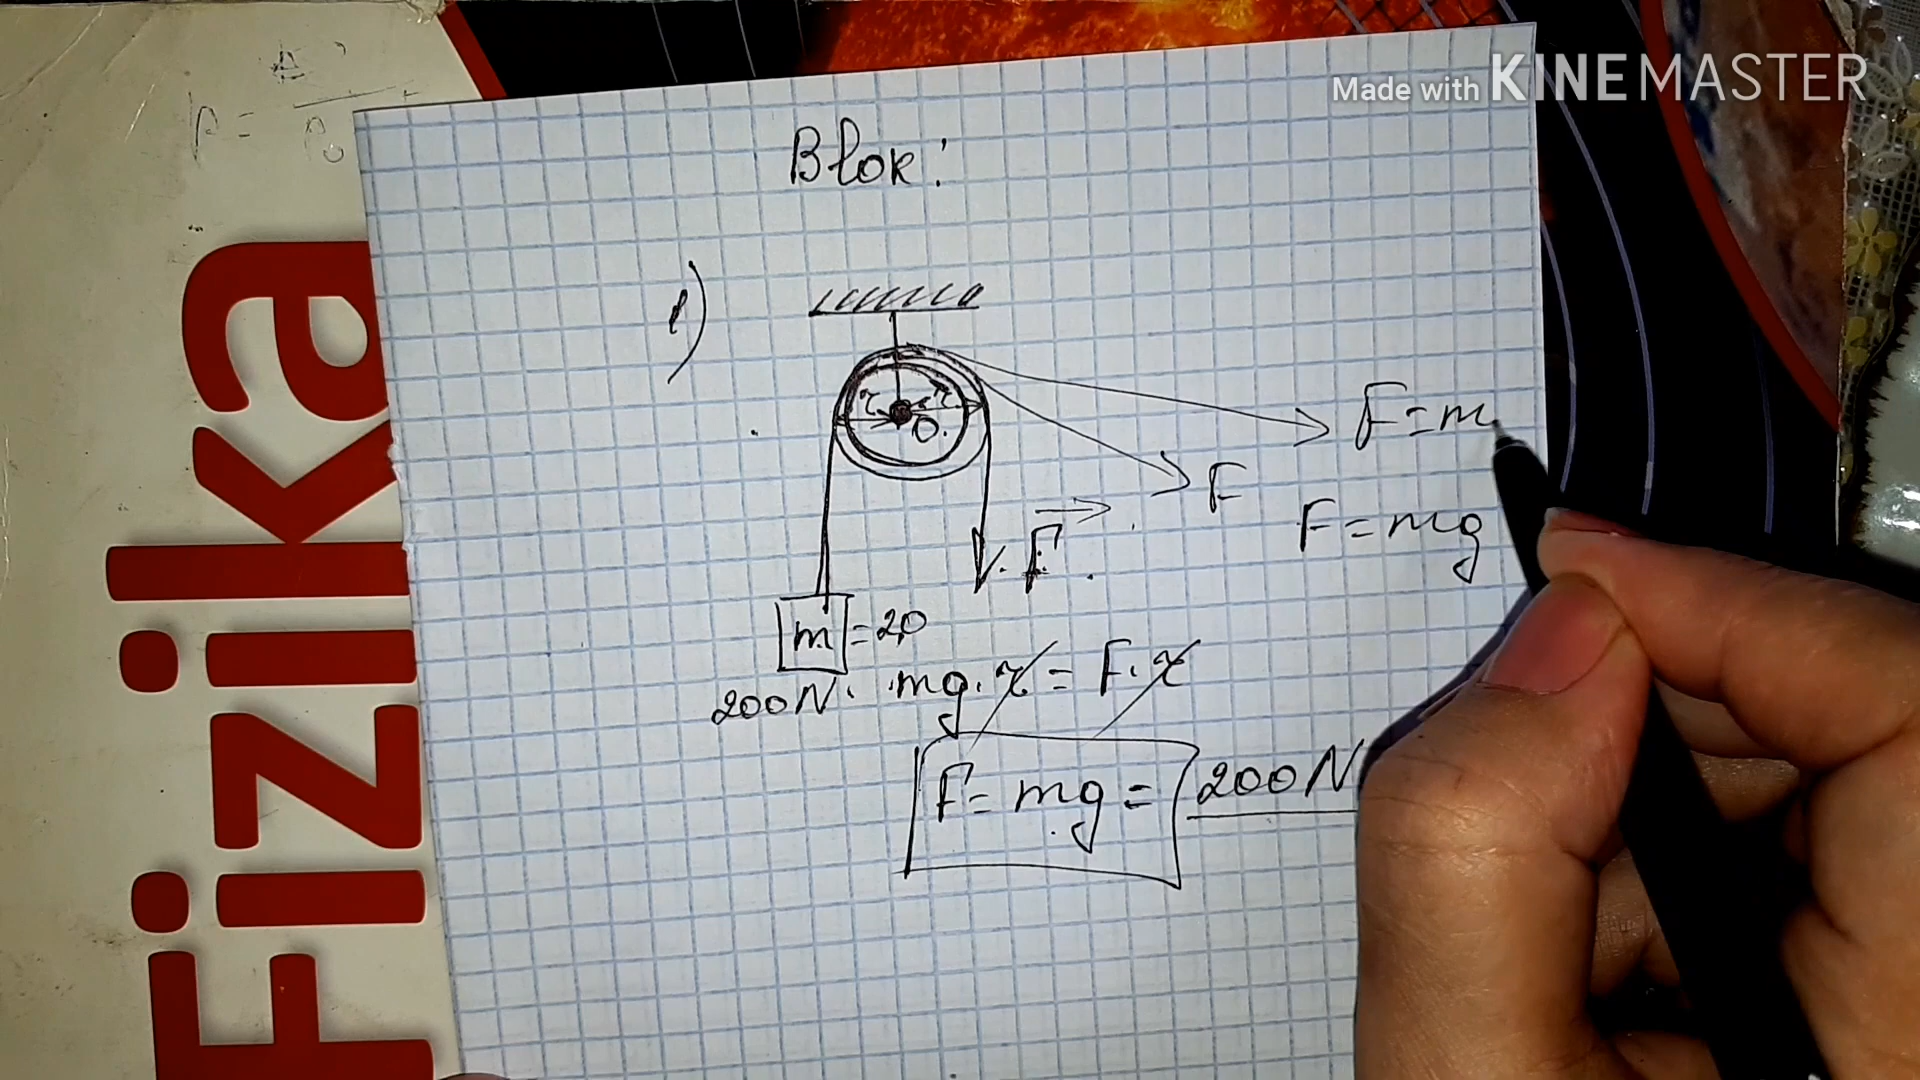 Made with KINEMASTER
Fizika
Blok:
1)
r r
O
F = m
F
F = mg
F
m = 20
200N mg · r = F · r
F = mg = 200N